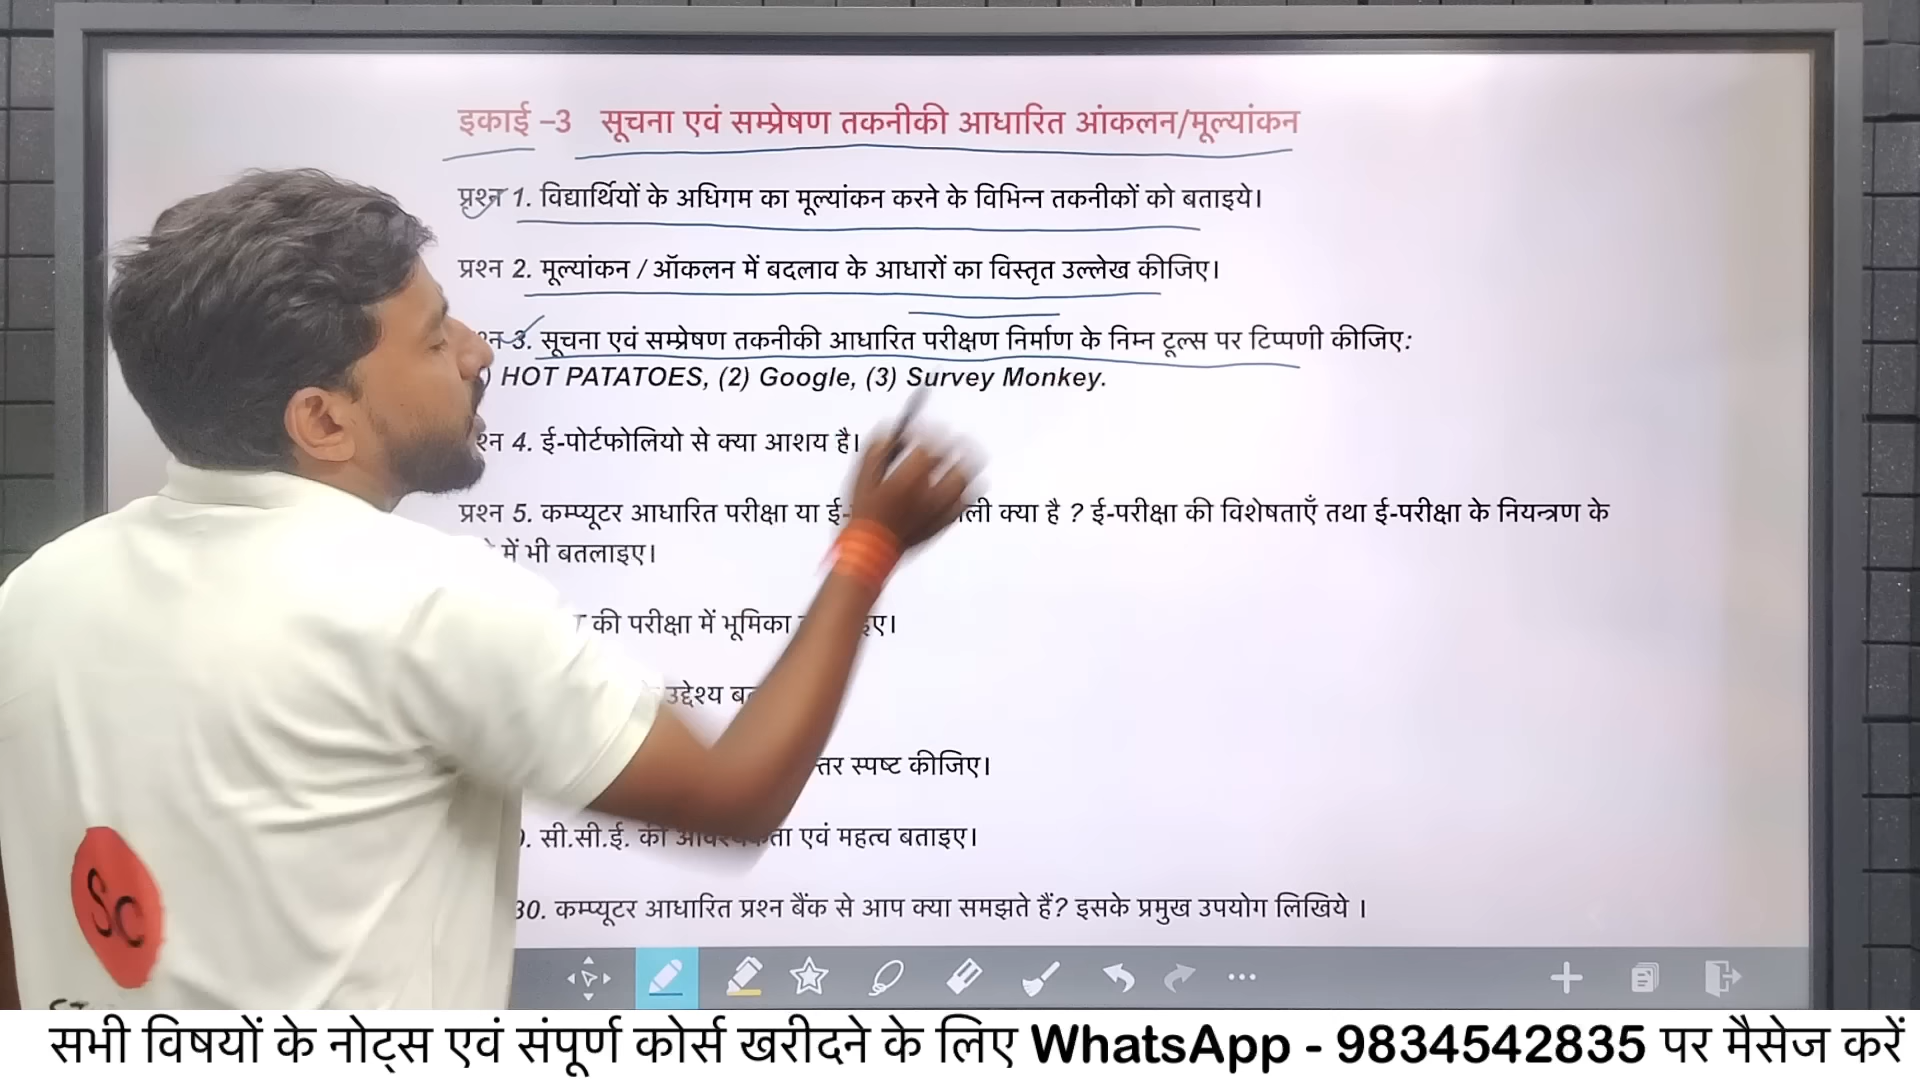 इकाई –3 सूचना एवं सम्प्रेषण तकनीकी आधारित आंकलन/मूल्यांकन
प्रश्न 1. विद्यार्थियों के अधिगम का मूल्यांकन करने के विभिन्न तकनीकों को बताइये।
प्रश्न 2. मूल्यांकन / ऑकलन में बदलाव के आधारों का विस्तृत उल्लेख कीजिए।
3. सूचना एवं सम्प्रेषण तकनीकी आधारित परीक्षण निर्माण के निम्न टूल्स पर टिप्पणी कीजिए:
HOT PATATOES, (2) Google, (3) Survey Monkey.
4. ई-पोर्टफोलियो से क्या आशय है।
प्रश्न 5. कम्प्यूटर आधारित परीक्षा या क्या है ? ई-परीक्षा की विशेषताएँ तथा ई-परीक्षा के नियन्त्रण के
में भी बतलाइए।
की परीक्षा में भूमिका
उद्देश्य
स्पष्ट कीजिए।
सी.सी.ई. की एवं महत्व बताइए।
30. कम्प्यूटर आधारित प्रश्न बैंक से आप क्या समझते हैं? इसके प्रमुख उपयोग लिखिये ।
SC
सभी विषयों के नोट्स एवं संपूर्ण कोर्स खरीदने के लिए WhatsApp - 9834542835 पर मैसेज करें